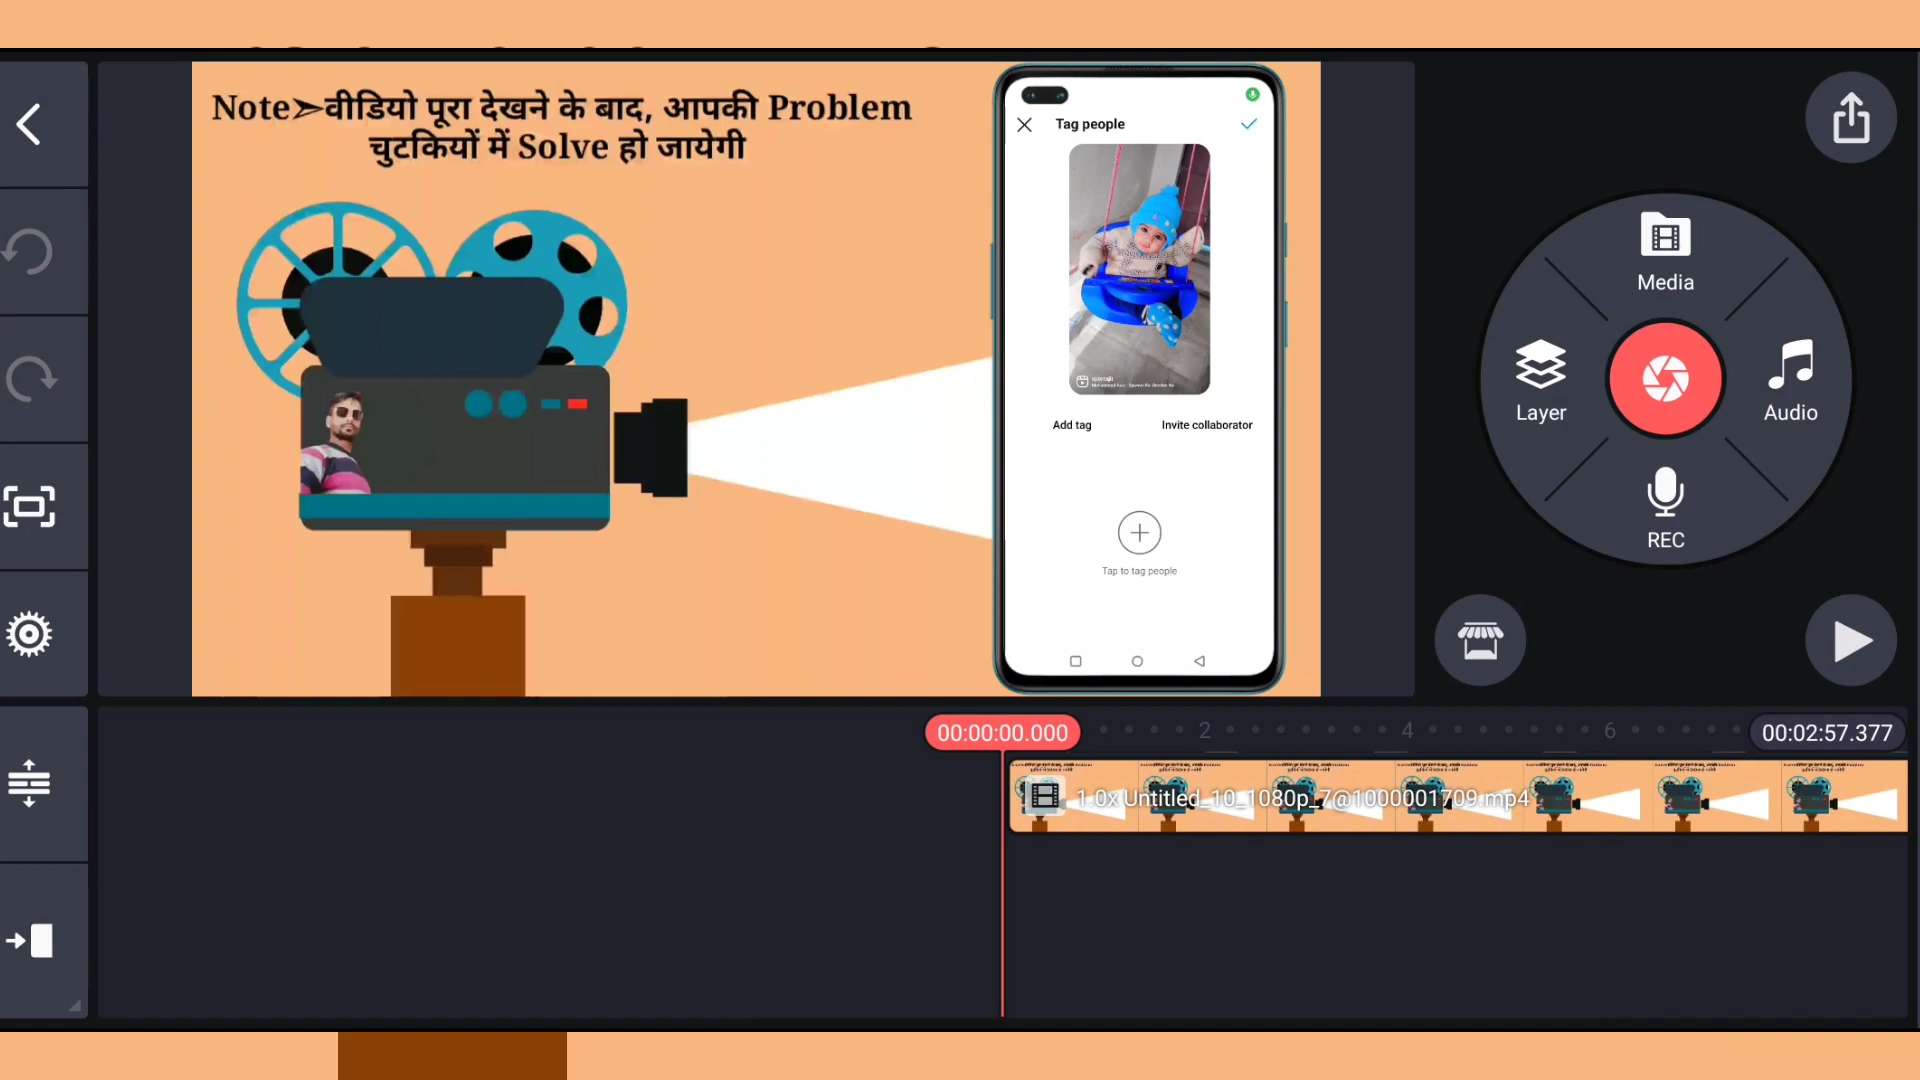 Note➢वीडियो पूरा देखने के बाद, आपकी Problem
चुटकियों में Solve हो जायेगी
Tag people
Add tag
Invite collaborator
Tap to tag people
Media
Layer
Audio
REC
00:00:00.000
2
4
6
00:02:57.377
1.0x Untitled_10_1080p_7@1000001709.mp4